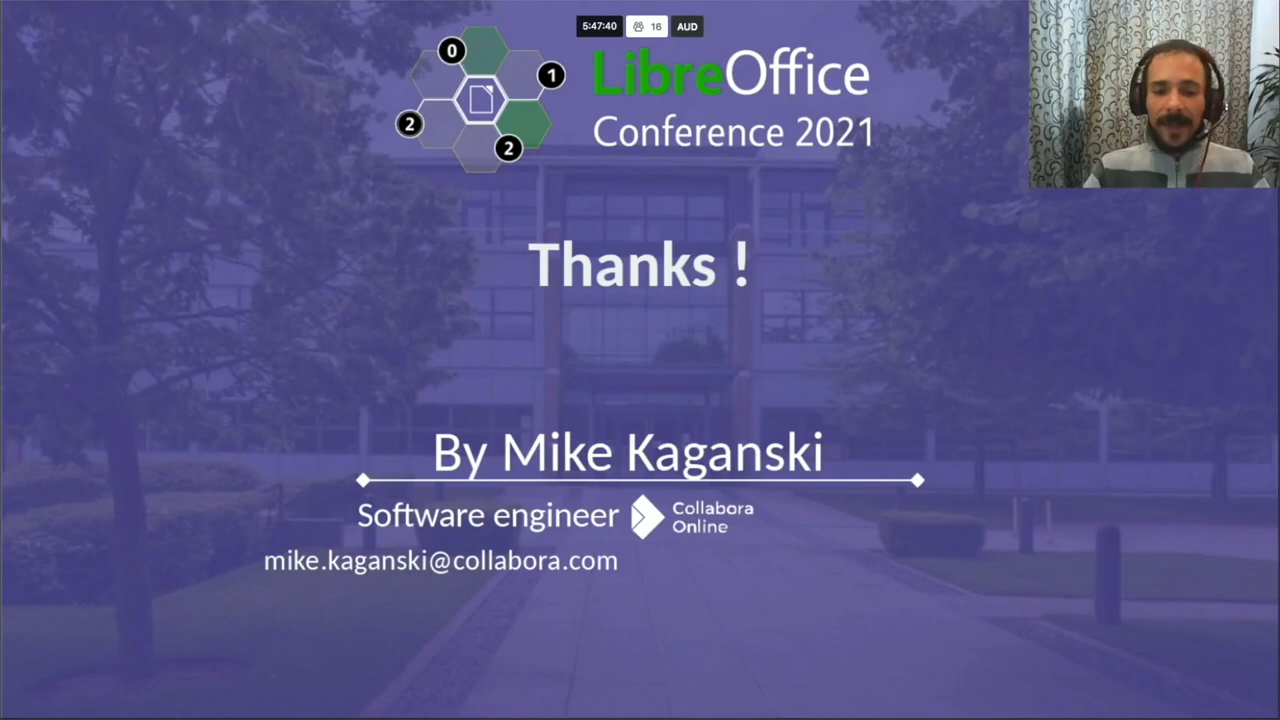 5:47:40 16 AUD
0
1
2
2
LibreOffice
Conference 2021
Thanks !
By Mike Kaganski
Software engineer
Collabora
Online
mike.kaganski@collabora.com